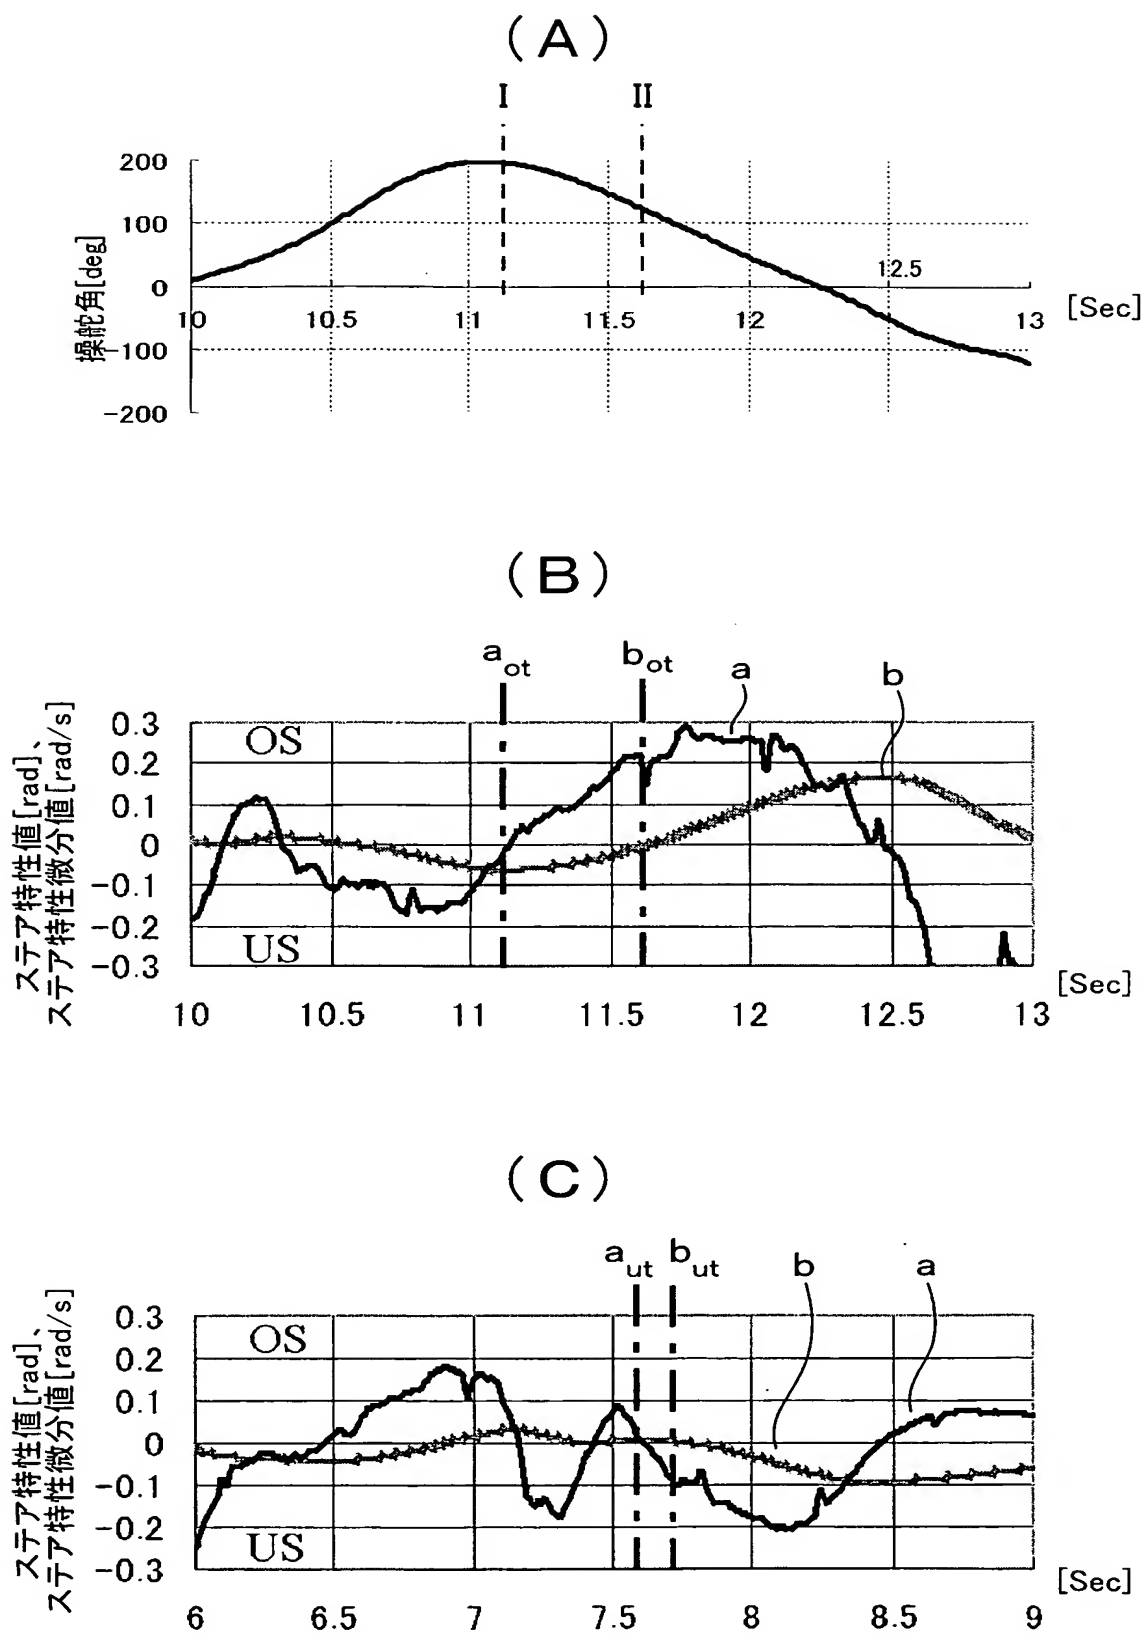 (A)
I II
200
100
0
-100
-200
操舵角[deg]
10 10.5 11 11.5 12 12.5 13 [Sec]
(B)
aot bot a b
ステア特性値[rad]、
ステア特性微分値[rad/s]
0.3
0.2
0.1
0
-0.1
-0.2
-0.3
OS
US
10 10.5 11 11.5 12 12.5 13 [Sec]
(C)
aut but b a
ステア特性値[rad]、
ステア特性微分値[rad/s]
0.3
0.2
0.1
0
-0.1
-0.2
-0.3
OS
US
6 6.5 7 7.5 8 8.5 9 [Sec]